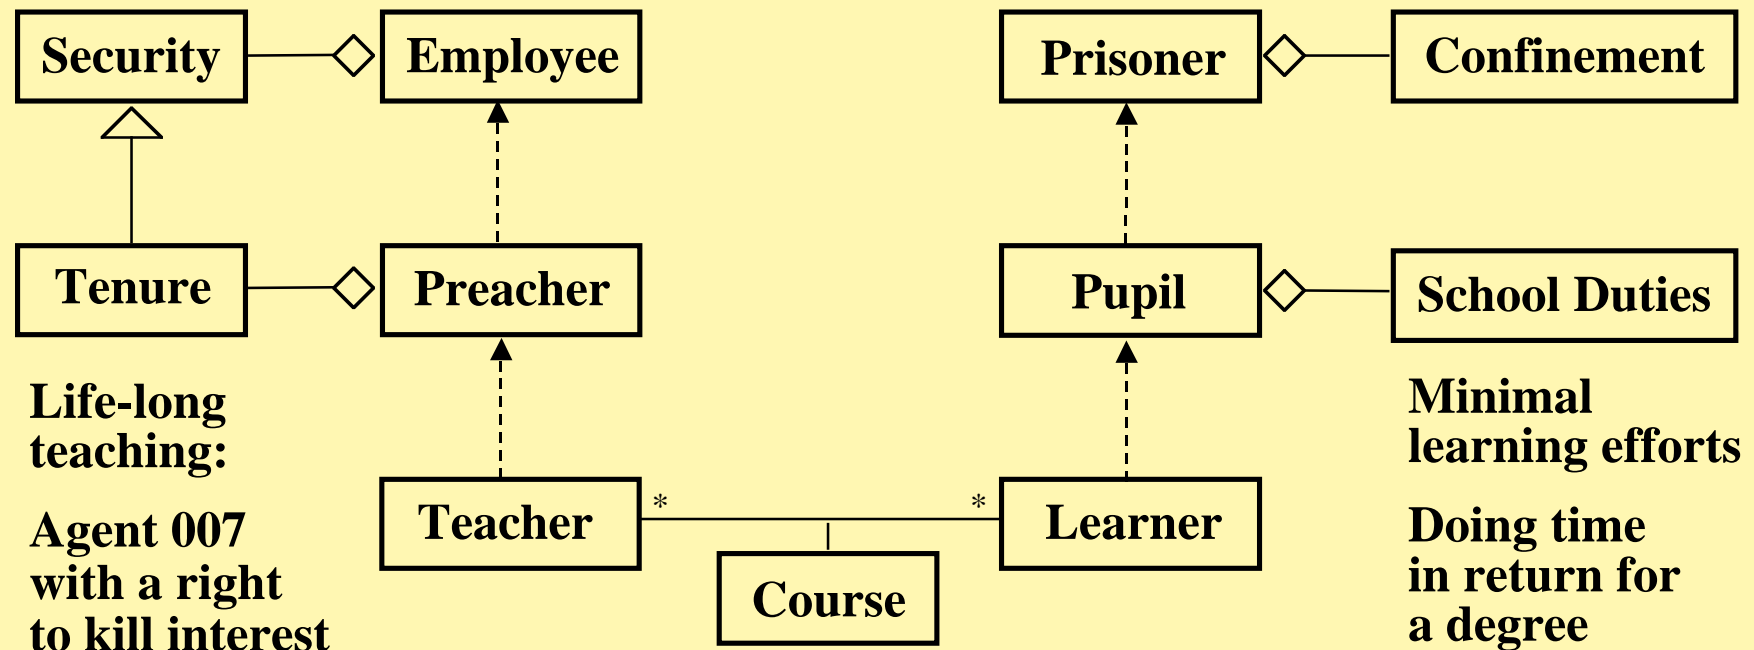 Security
Employee
Prisoner
Confinement
Tenure
Preacher
Pupil
School Duties
Life-long
teaching:
Agent 007
with a right
to kill interest
Teacher
*
*
Learner
Course
Minimal
learning efforts
Doing time
in return for
a degree